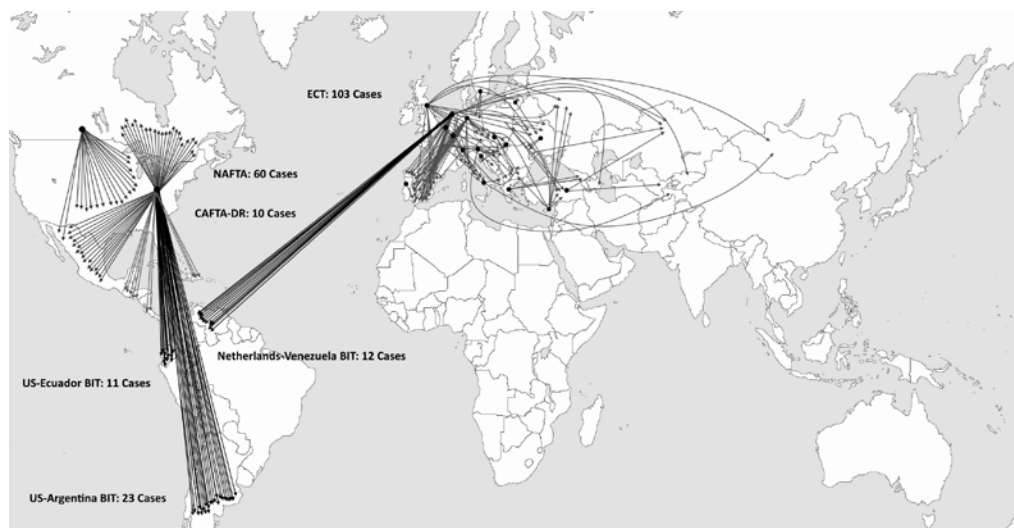 ECT: 103 Cases
NAFTA: 60 Cases
CAFTA-DR: 10 Cases
Netherlands-Venezuela BIT: 12 Cases
US-Ecuador BIT: 11 Cases
US-Argentina BIT: 23 Cases